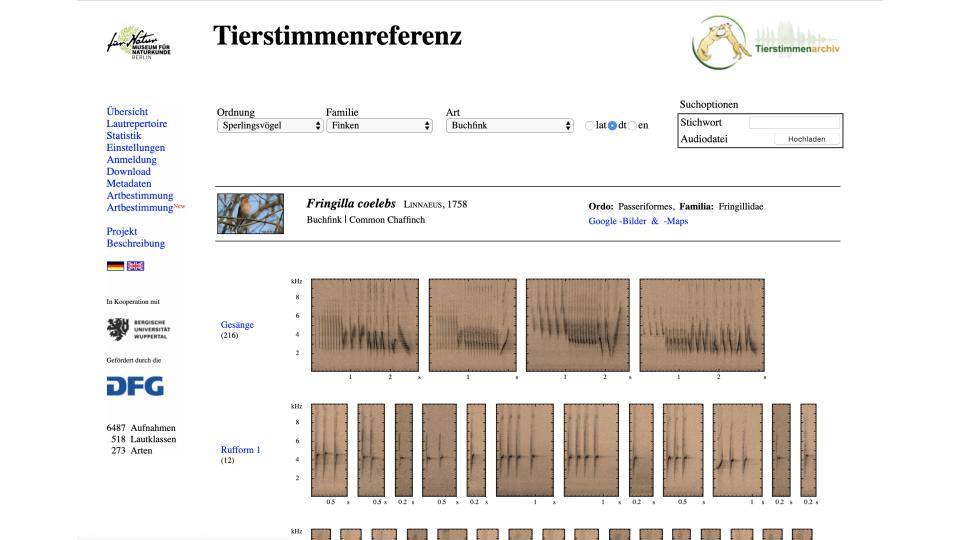 für Natur
MUSEUM FÜR
NATURKUNDE
BERLIN
Tierstimmenreferenz
Tierstimmenarchiv
Übersicht
Lautrepertoire
Statistik
Einstellungen
Anmeldung
Download
Metadaten
Artbestimmung
Artbestimmung New
Projekt
Beschreibung
In Kooperation mit
BERGISCHE
UNIVERSITÄT
WUPPERTAL
Gefördert durch die
DFG
6487 Aufnahmen
518 Lautklassen
273 Arten
Ordnung Familie Art
Sperlingsvögel Finken Buchfink lat dt en
Suchoptionen
Stichwort
Audiodatei Hochladen
Fringilla coelebs LINNAEUS, 1758
Buchfink | Common Chaffinch
Ordo: Passeriformes, Familia: Fringillidae
Google -Bilder & -Maps
kHz
8
6
4
2
Gesänge
(216)
1 2 s 1 s 1 2 s 1 2 s
kHz
8
6
4
2
Rufform 1
(12)
0.5 s 0.5 s 0.2 s 0.5 s 0.2 s 1 s 1 s 0.2 s 0.5 s 1 s 0.2 s 0.2 s
kHz